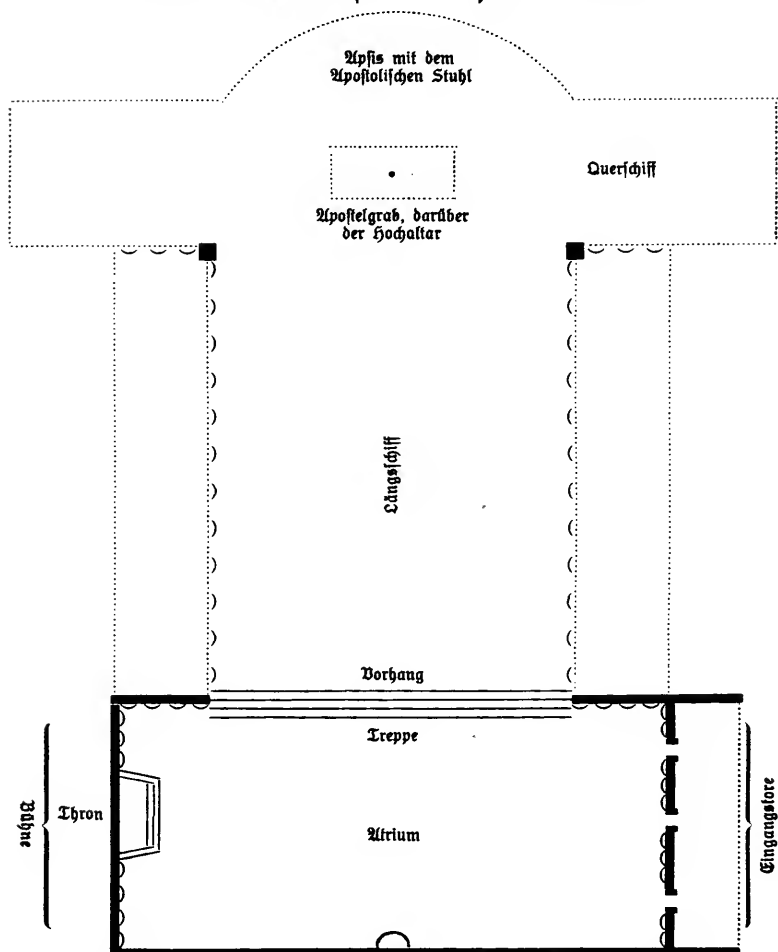 Apsis mit dem
Apostolischen Stuhl
Querschiff
Apostelgrab, darüber
der Hochaltar
Längsschiff
Vorhang
Treppe
Bühne
Thron
Atrium
Eingangstore